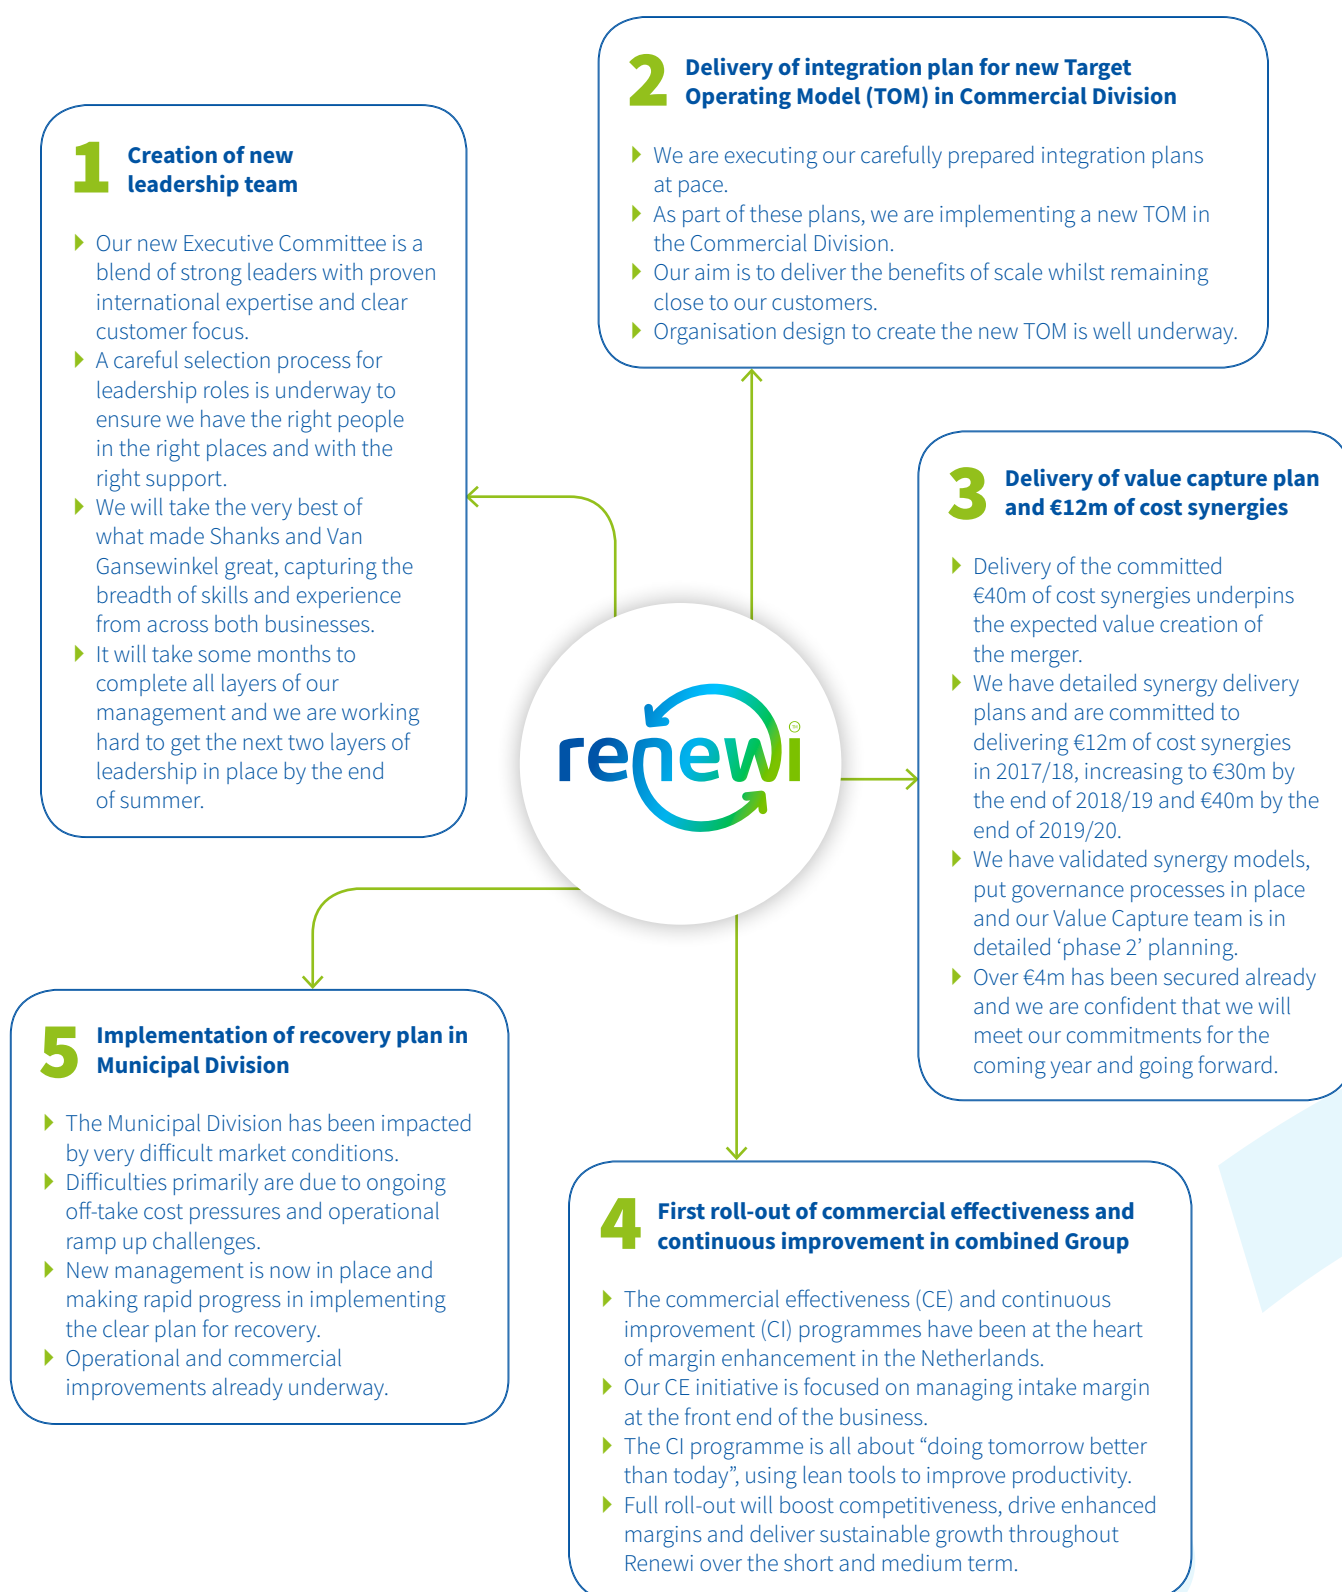 1
Creation of new
leadership team
Our new Executive Committee is a
blend of strong leaders with proven
international expertise and clear
customer focus.
A careful selection process for
leadership roles is underway to
ensure we have the right people
in the right places and with the
right support.
We will take the very best of
what made Shanks and Van
Gansewinkel great, capturing the
breadth of skills and experience
from across both businesses.
It will take some months to
complete all layers of our
management and we are working
hard to get the next two layers of
leadership in place by the end
of summer.
2
Delivery of integration plan for new Target
Operating Model (TOM) in Commercial Division
We are executing our carefully prepared integration plans
at pace.
As part of these plans, we are implementing a new TOM in
the Commercial Division.
Our aim is to deliver the benefits of scale whilst remaining
close to our customers.
Organisation design to create the new TOM is well underway.
3
Delivery of value capture plan
and €12m of cost synergies
Delivery of the committed
€40m of cost synergies underpins
the expected value creation of
the merger.
We have detailed synergy delivery
plans and are committed to
delivering €12m of cost synergies
in 2017/18, increasing to €30m by
the end of 2018/19 and €40m by the
end of 2019/20.
We have validated synergy models,
put governance processes in place
and our Value Capture team is in
detailed ‘phase 2’ planning.
Over €4m has been secured already
and we are confident that we will
meet our commitments for the
coming year and going forward.
renewi
4
First roll-out of commercial effectiveness and
continuous improvement in combined Group
The commercial effectiveness (CE) and continuous
improvement (CI) programmes have been at the heart
of margin enhancement in the Netherlands.
Our CE initiative is focused on managing intake margin
at the front end of the business.
The CI programme is all about “doing tomorrow better
than today”, using lean tools to improve productivity.
Full roll-out will boost competitiveness, drive enhanced
margins and deliver sustainable growth throughout
Renewi over the short and medium term.
5
Implementation of recovery plan in
Municipal Division
The Municipal Division has been impacted
by very difficult market conditions.
Difficulties primarily are due to ongoing
off-take cost pressures and operational
ramp up challenges.
New management is now in place and
making rapid progress in implementing
the clear plan for recovery.
Operational and commercial
improvements already underway.